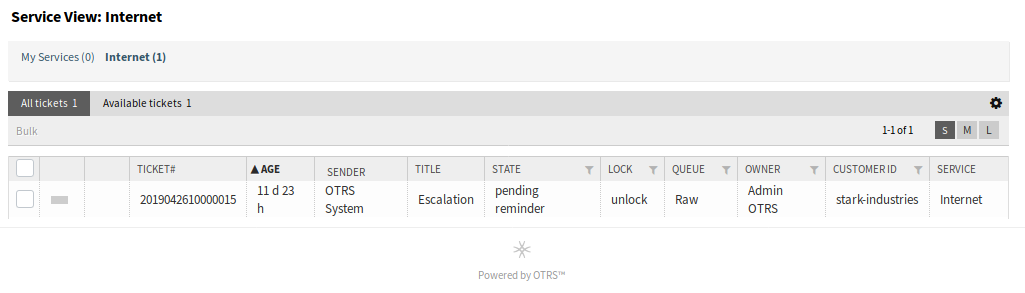 Service View: Internet
My Services (0) Internet (1)
All tickets 1 Available tickets 1
Bulk 1-1 of 1 S M L
TICKET# ▲ AGE SENDER TITLE STATE LOCK QUEUE OWNER CUSTOMER ID SERVICE
2019042610000015 11 d 23 h OTRS System Escalation pending reminder unlock Raw Admin OTRS stark-industries Internet
Powered by OTRS™